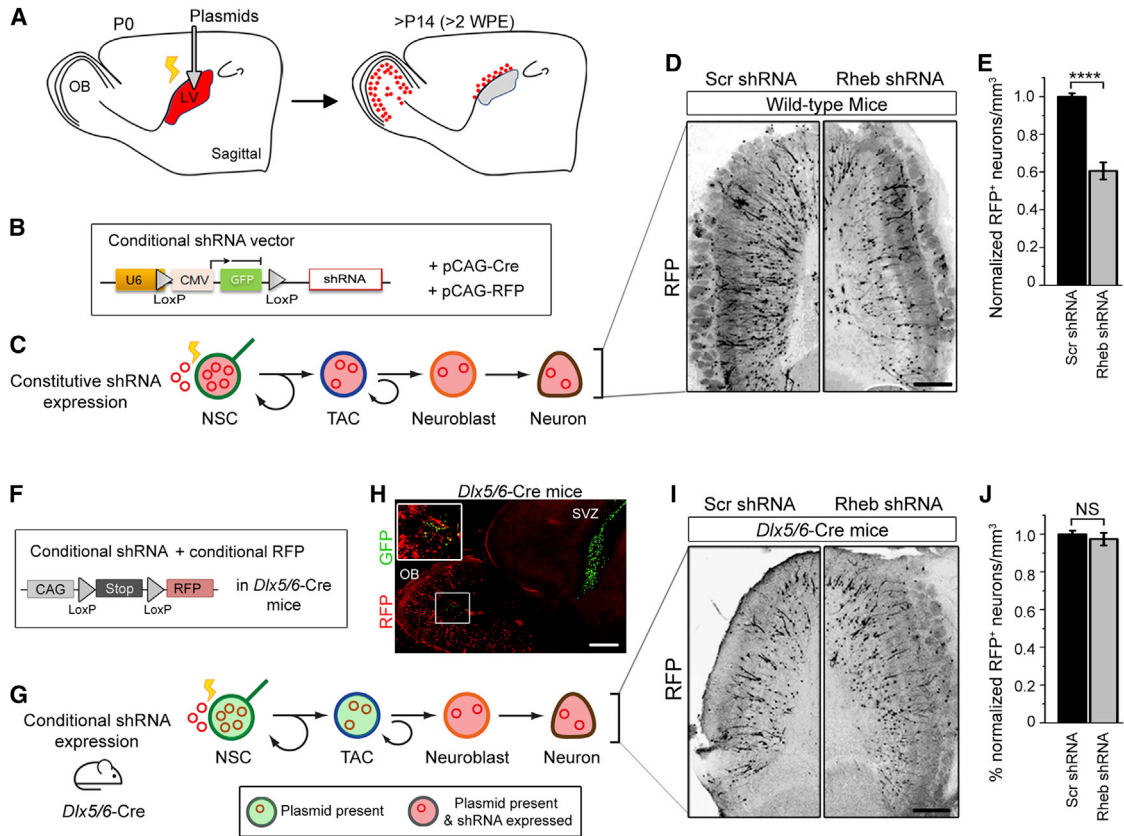 A
P0
Plasmids
OB
LV
Sagittal
>P14 (>2 WPE)
B
Conditional shRNA vector
U6
CMV
GFP
shRNA
LoxP
LoxP
+ pCAG-Cre
+ pCAG-RFP
C
Constitutive shRNA
expression
NSC
TAC
Neuroblast
Neuron
D
Scr shRNA
Rheb shRNA
Wild-type Mice
RFP
E
****
Normalized RFP+ neurons/mm³
1.0
0.8
0.6
0.4
0.2
0
Scr shRNA
Rheb shRNA
F
Conditional shRNA + conditional RFP
CAG
Stop
RFP
LoxP
LoxP
in Dlx5/6-Cre
mice
G
Conditional shRNA
expression
Dlx5/6-Cre
NSC
TAC
Neuroblast
Neuron
Plasmid present
Plasmid present
& shRNA expressed
H
Dlx5/6-Cre mice
GFP
RFP
OB
SVZ
I
Scr shRNA
Rheb shRNA
Dlx5/6-Cre mice
RFP
J
NS
% normalized RFP+ neurons/mm³
1.0
0.8
0.6
0.4
0.2
0
Scr shRNA
Rheb shRNA